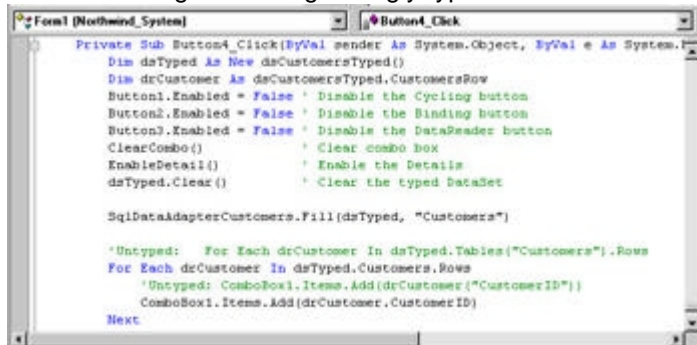 Form1 (Northwind_System)
Button4_Click
Private Sub Button4_Click(ByVal sender As System.Object, ByVal e As System.
Dim dsTyped As New dsCustomersTyped()
Dim drCustomer As dsCustomersTyped.CustomersRow
Button1.Enabled = False ' Disable the Cycling button
Button2.Enabled = False ' Disable the Binding button
Button3.Enabled = False ' Disable the DataReader button
ClearCombo() ' Clear combo box
EnableDetail() ' Enable the Details
dsTyped.Clear() ' Clear the typed DataSet
SqlDataAdapterCustomers.Fill(dsTyped, "Customers")
'Untyped: For Each drCustomer In dsTyped.Tables("Customers").Rows
For Each drCustomer In dsTyped.Customers.Rows
'Untyped: ComboBox1.Items.Add(drCustomer("CustomerID"))
ComboBox1.Items.Add(drCustomer.CustomerID)
Next